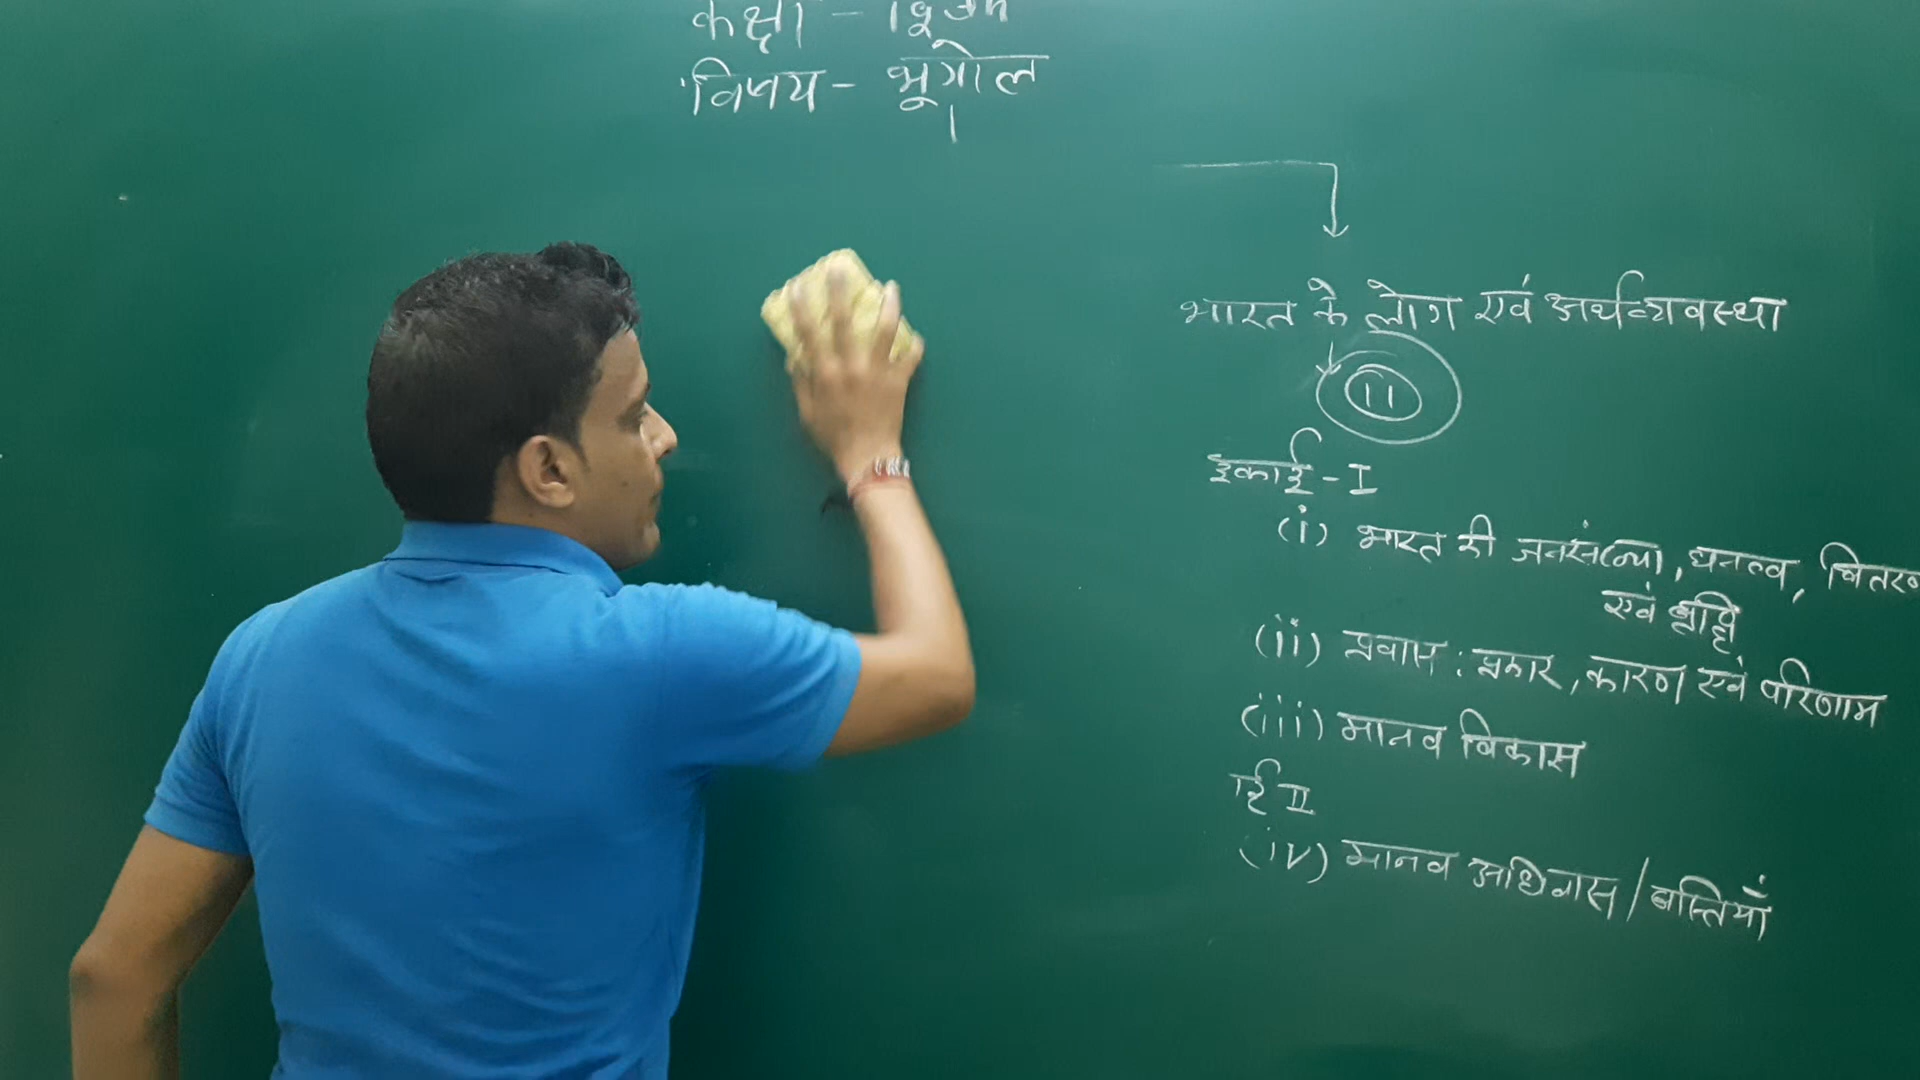 कक्षा -
विषय - भूगोल
भारत के लोग एवं अर्थव्यवस्था
11
इकाई - I
(i) भारत की जनसंख्या, घनत्व, वितरण
एवं वृद्धि
(ii) प्रवास : प्रकार, कारण एवं परिणाम
(iii) मानव विकास
ई II
(iv) मानव अधिवास / बस्तियाँ